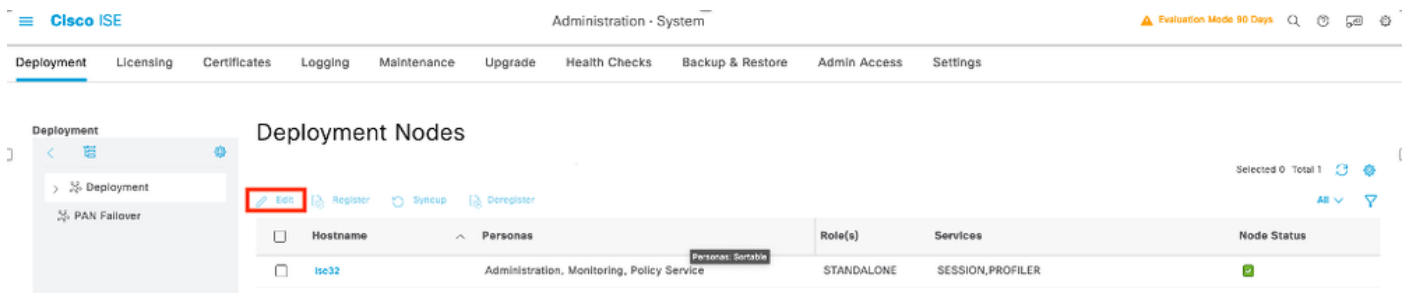 Cisco ISE
Administration - System
Evaluation Mode 90 Days
Deployment Licensing Certificates Logging Maintenance Upgrade Health Checks Backup & Restore Admin Access Settings
Deployment
Deployment Nodes
Selected 0 Total 1
Deployment
PAN Failover
Edit Register Syncup Deregister
All
Hostname Personas Role(s) Services Node Status
Personas: Sortable
ise32 Administration, Monitoring, Policy Service STANDALONE SESSION,PROFILER